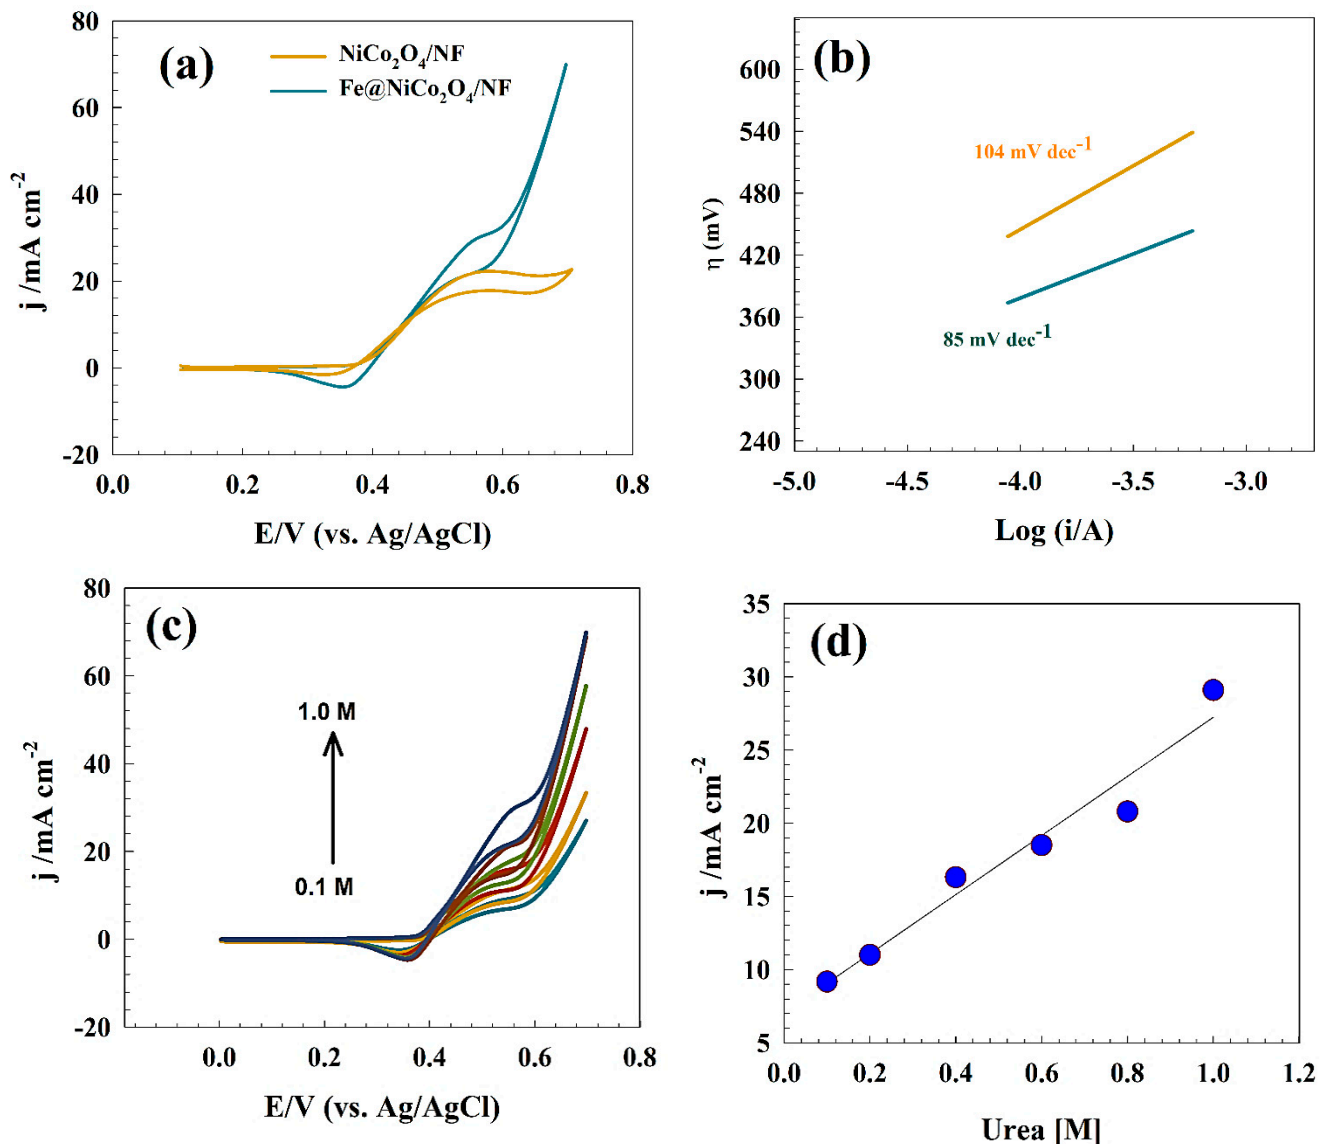 (a)
NiCo₂O₄/NF
Fe@NiCo₂O₄/NF
80
60
40
20
0
-20
j /mA cm⁻²
0.0 0.2 0.4 0.6 0.8
E/V (vs. Ag/AgCl)
(b)
104 mV dec⁻¹
85 mV dec⁻¹
600
540
480
420
360
300
240
η (mV)
-5.0 -4.5 -4.0 -3.5 -3.0
Log (i/A)
(c)
1.0 M
0.1 M
80
60
40
20
0
-20
j /mA cm⁻²
0.0 0.2 0.4 0.6 0.8
E/V (vs. Ag/AgCl)
(d)
35
30
25
20
15
10
5
j /mA cm⁻²
0.0 0.2 0.4 0.6 0.8 1.0 1.2
Urea [M]